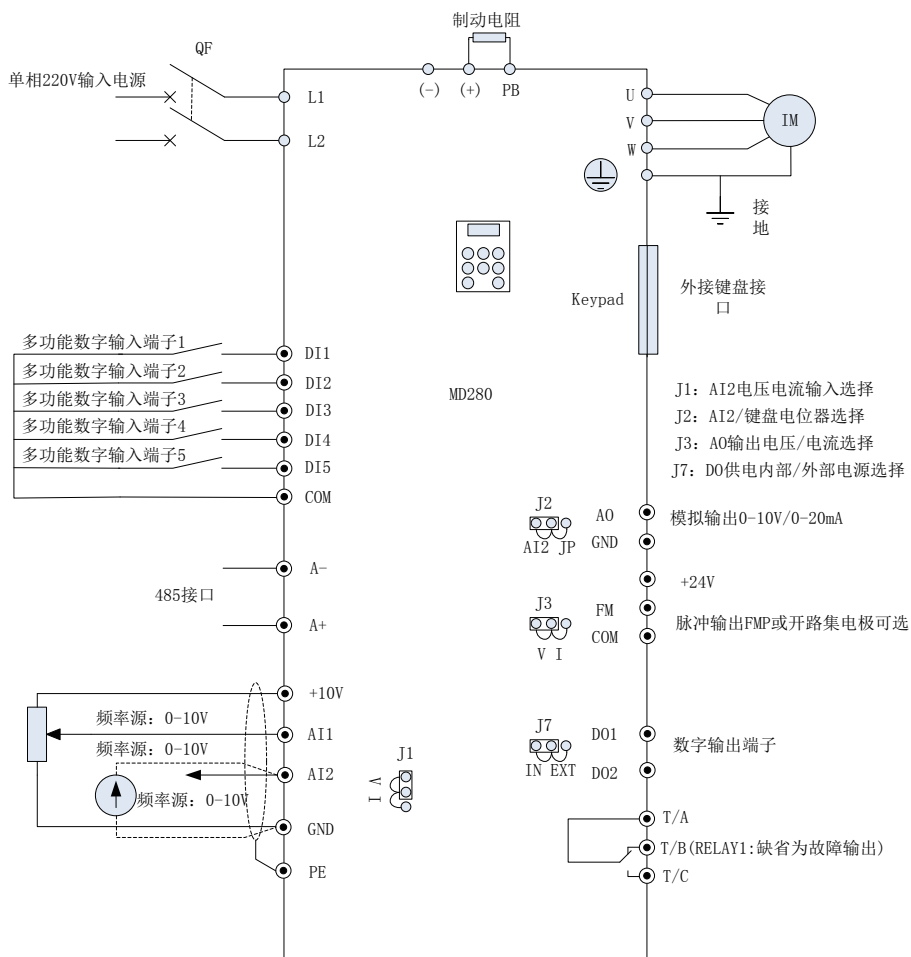 制动电阻
QF
单相220V输入电源
(-) (+) PB
L1
L2
U
V
W
IM
接
地
Keypad
外接键盘接
口
多功能数字输入端子1
DI1
多功能数字输入端子2
DI2
多功能数字输入端子3
DI3
多功能数字输入端子4
DI4
多功能数字输入端子5
DI5
COM
MD280
J1: AI2电压电流输入选择
J2: AI2/键盘电位器选择
J3: AO输出电压/电流选择
J7: DO供电内部/外部电源选择
J2
AI2 JP
AO
GND
模拟输出0-10V/0-20mA
+24V
J3
V I
FM
COM
脉冲输出FMP或开路集电极可选
A-
485接口
A+
+10V
频率源: 0-10V
AI1
频率源: 0-10V
AI2
频率源: 0-10V
GND
PE
J1
V I
J7
IN EXT
DO1
DO2
数字输出端子
T/A
T/B(RELAY1:缺省为故障输出)
T/C